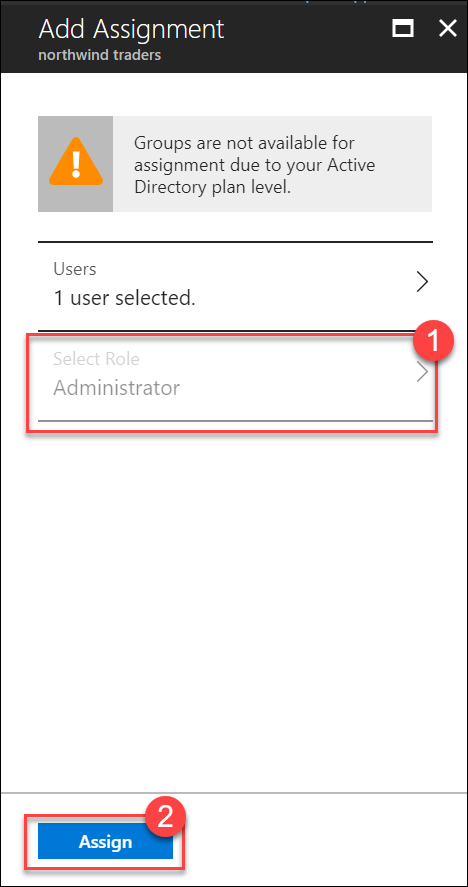 Add Assignment
northwind traders
Groups are not available for
assignment due to your Active
Directory plan level.
Users
1 user selected.
1
Select Role
Administrator
2
Assign